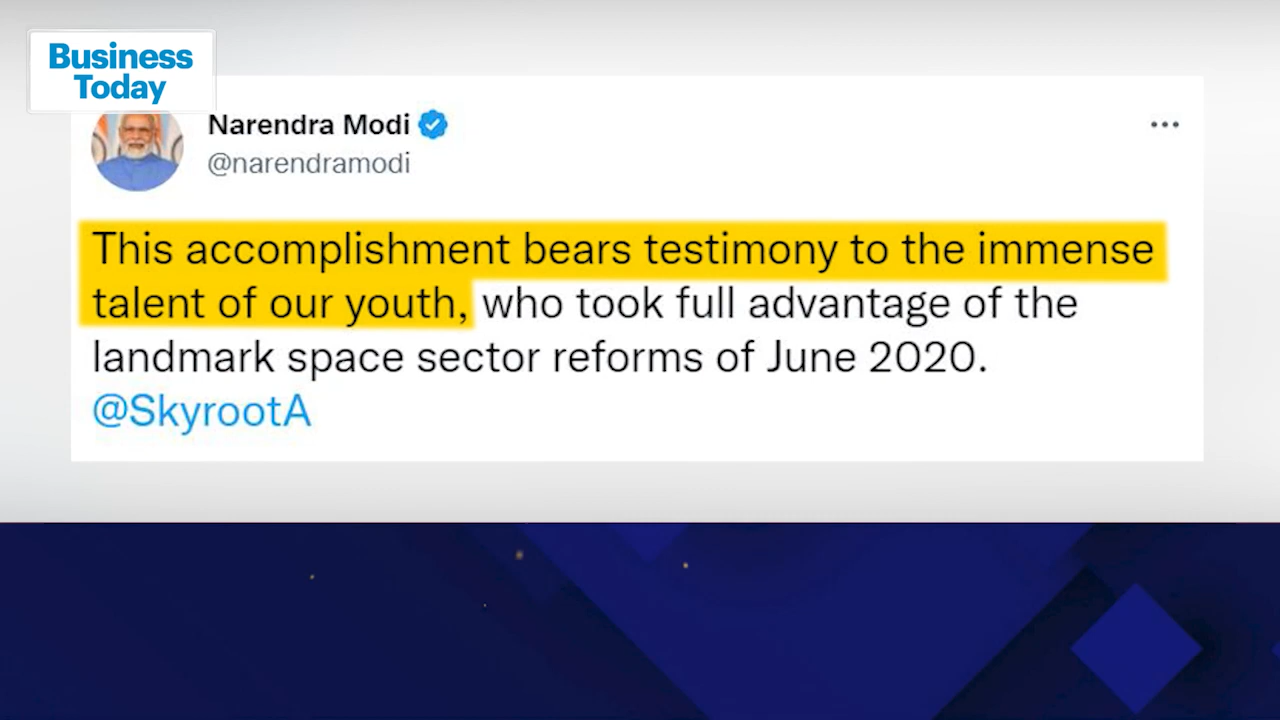 Business
Today
Narendra Modi
@narendramodi
This accomplishment bears testimony to the immense
talent of our youth, who took full advantage of the
landmark space sector reforms of June 2020.
@SkyrootA